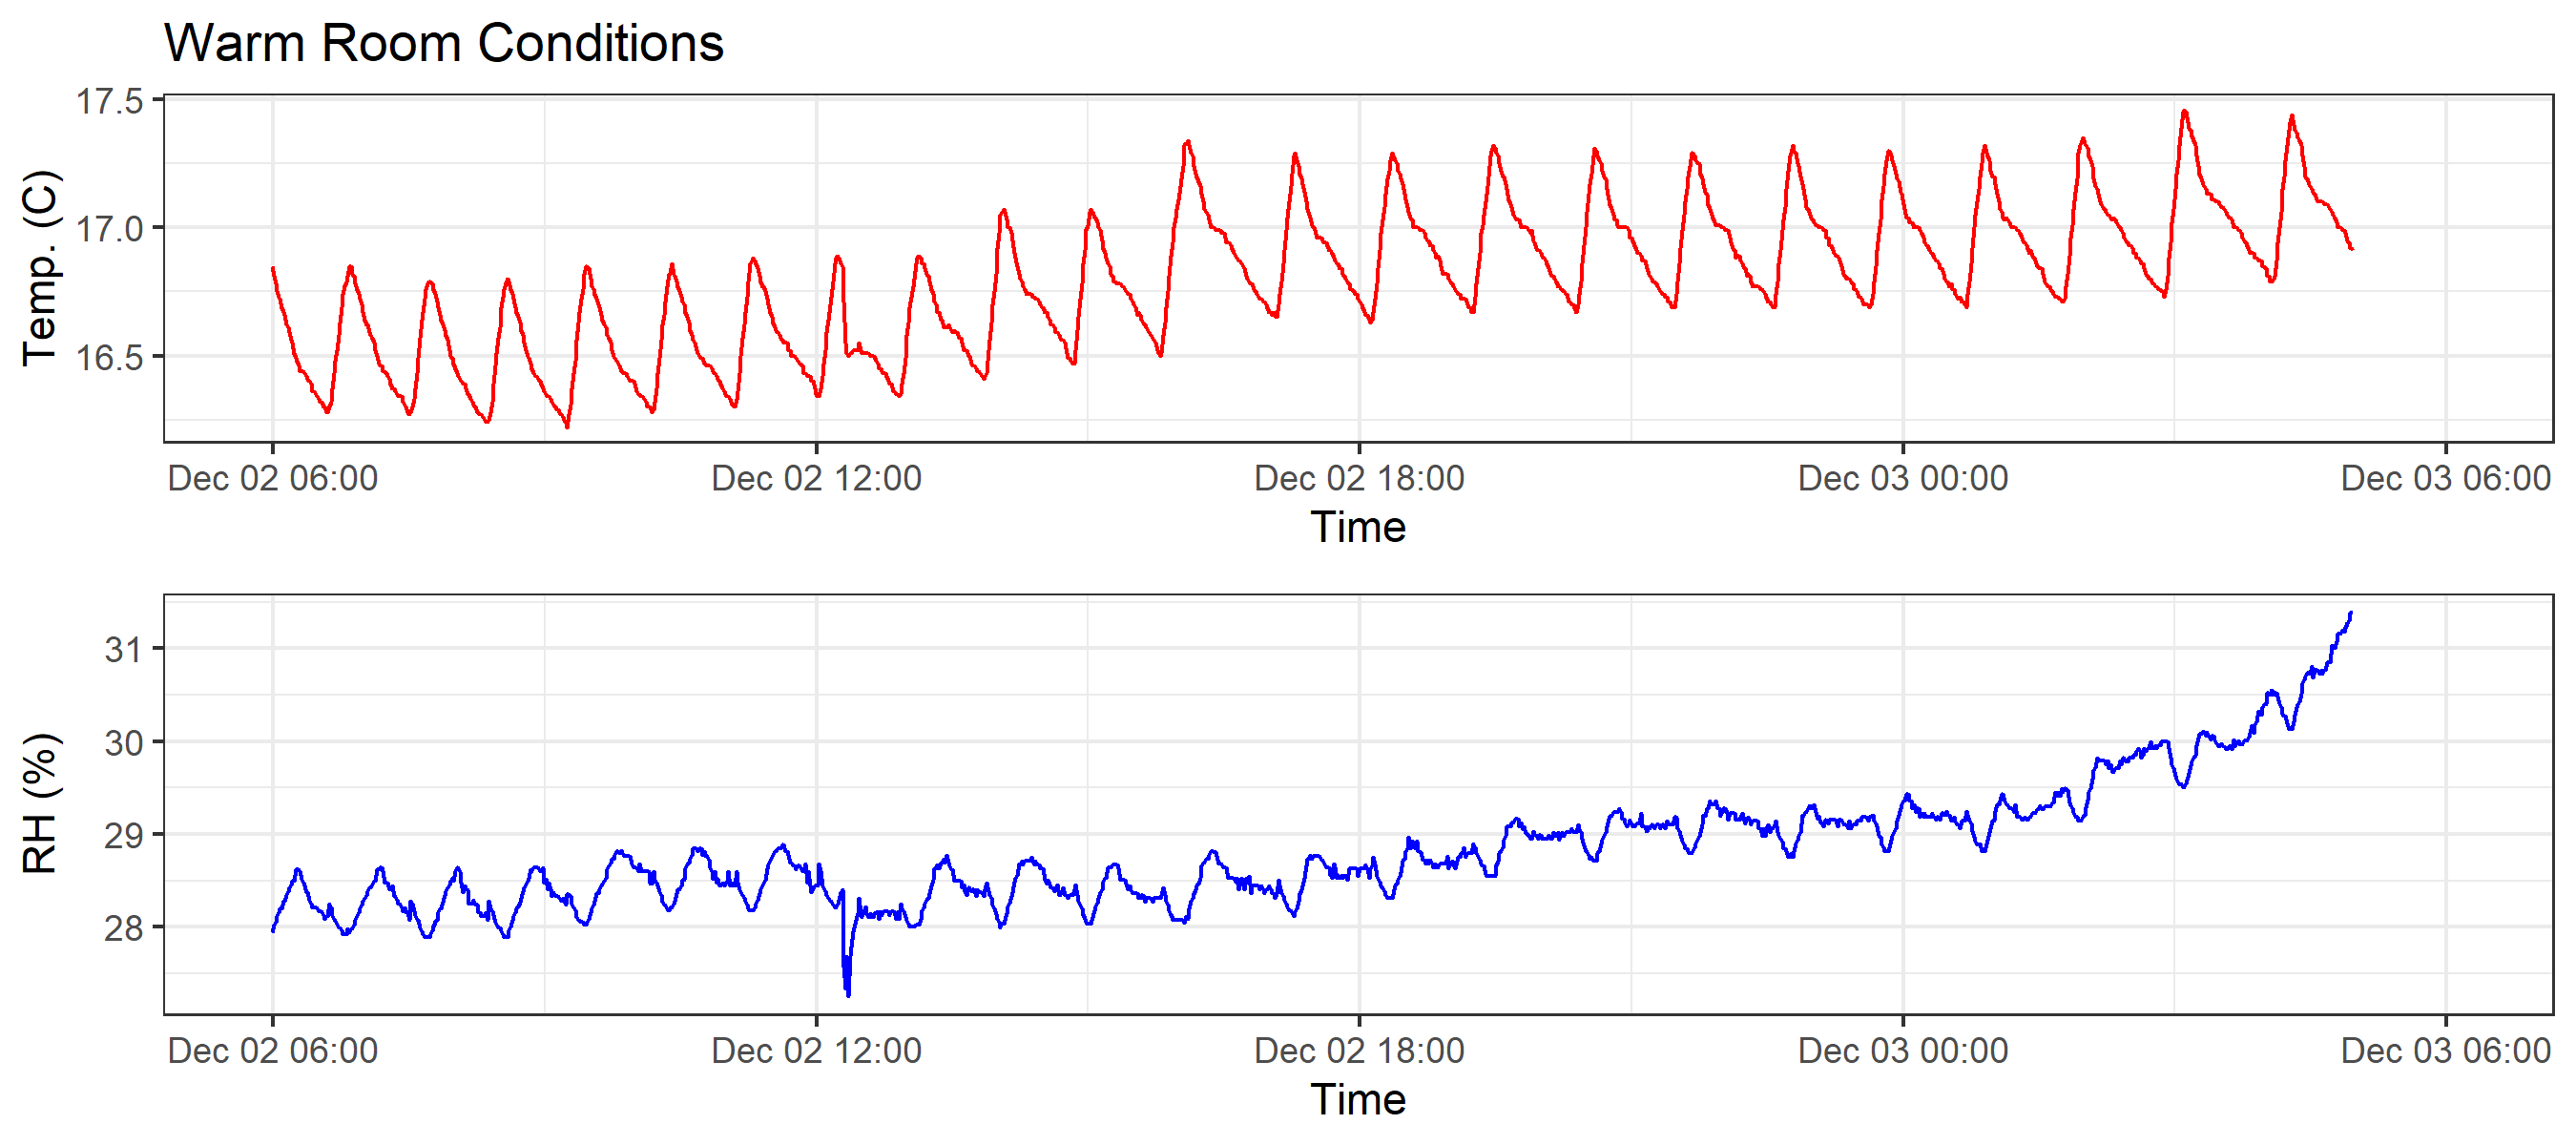 Warm Room Conditions
17.5
17.0
16.5
Temp. (C)
Dec 02 06:00 Dec 02 12:00 Dec 02 18:00 Dec 03 00:00 Dec 03 06:00
Time
31
30
29
28
RH (%)
Dec 02 06:00 Dec 02 12:00 Dec 02 18:00 Dec 03 00:00 Dec 03 06:00
Time